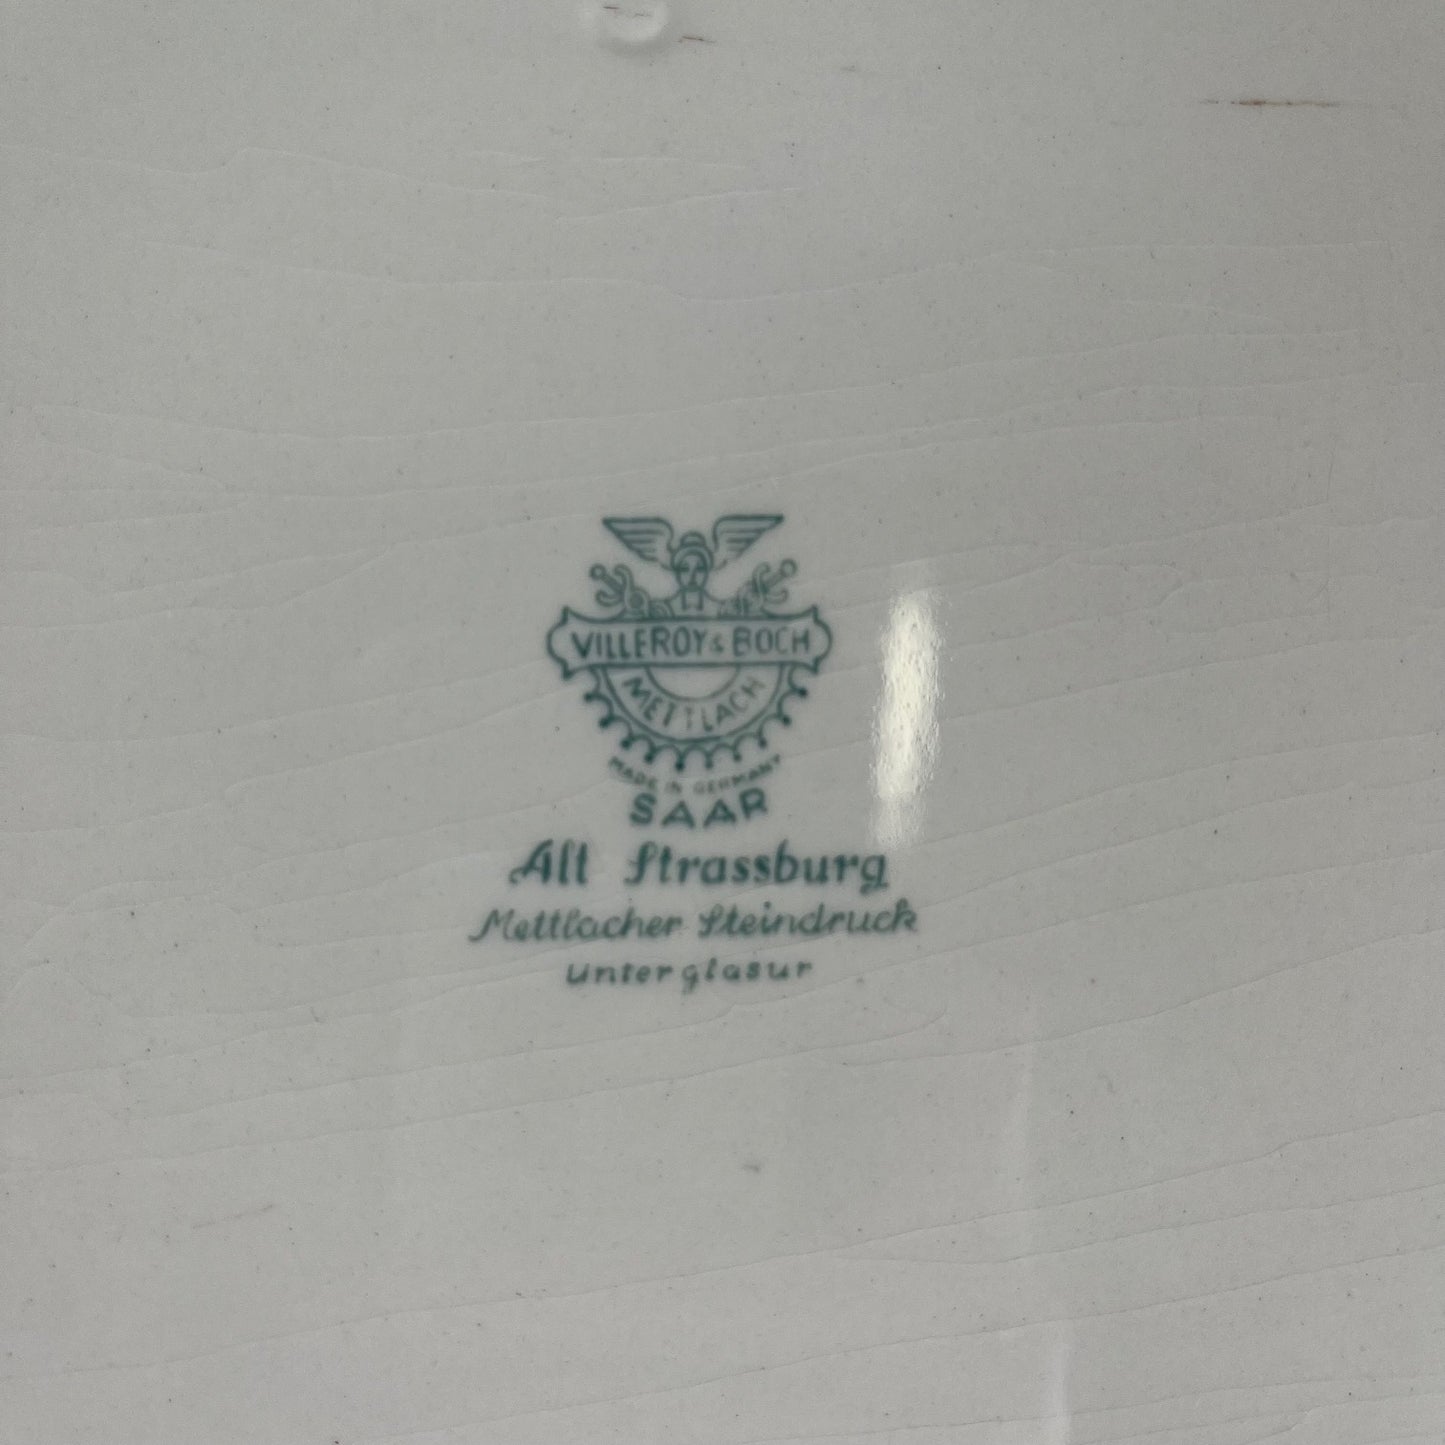 VILLEROY & BOCH
METTLACH
MADE IN GERMANY
SAAR
Alt Strassburg
Mettlacher Steindruck
Unterglasur